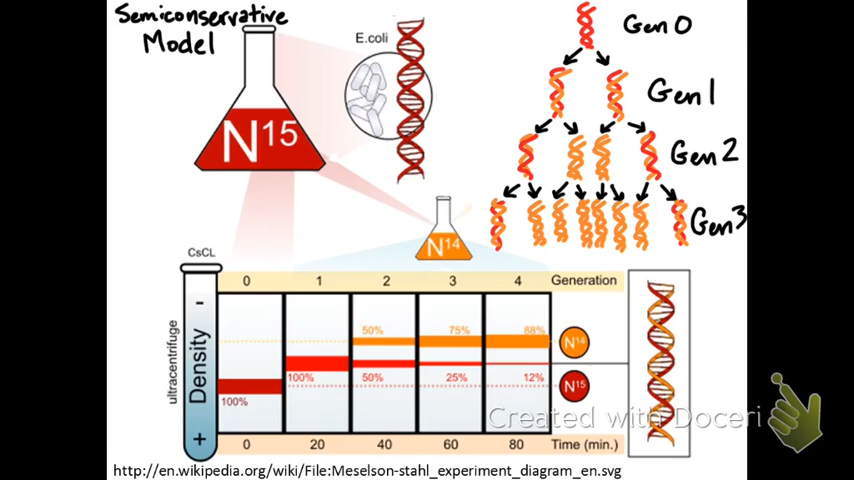 Semiconservative
Model
E.coli
N15
N14
Gen 0
Gen 1
Gen 2
Gen 3
CsCL
0 1 2 3 4 Generation
ultracentrifuge
Density
-
+
50% 75% 88%
N14
100% 50% 25% 12%
N15
100%
0 20 40 60 80 Time (min.)
Created with Doceri
http://en.wikipedia.org/wiki/File:Meselson-stahl_experiment_diagram_en.svg